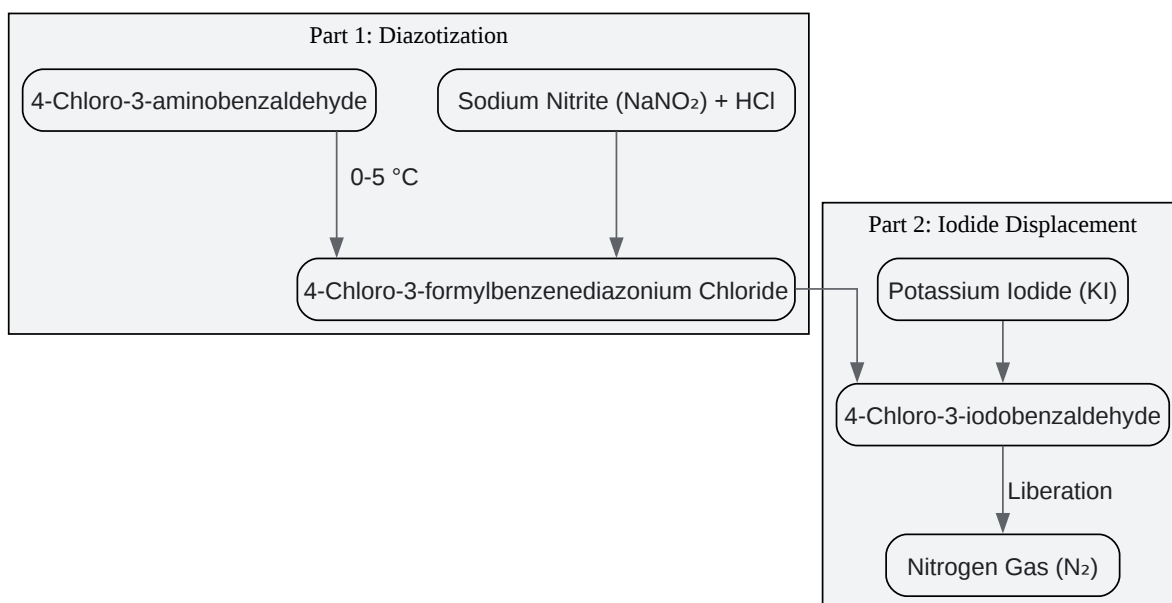 Part 1: Diazotization
4-Chloro-3-aminobenzaldehyde
Sodium Nitrite (NaNO₂) + HCl
0-5 °C
4-Chloro-3-formylbenzenediazonium Chloride
Part 2: Iodide Displacement
Potassium Iodide (KI)
4-Chloro-3-iodobenzaldehyde
Liberation
Nitrogen Gas (N₂)